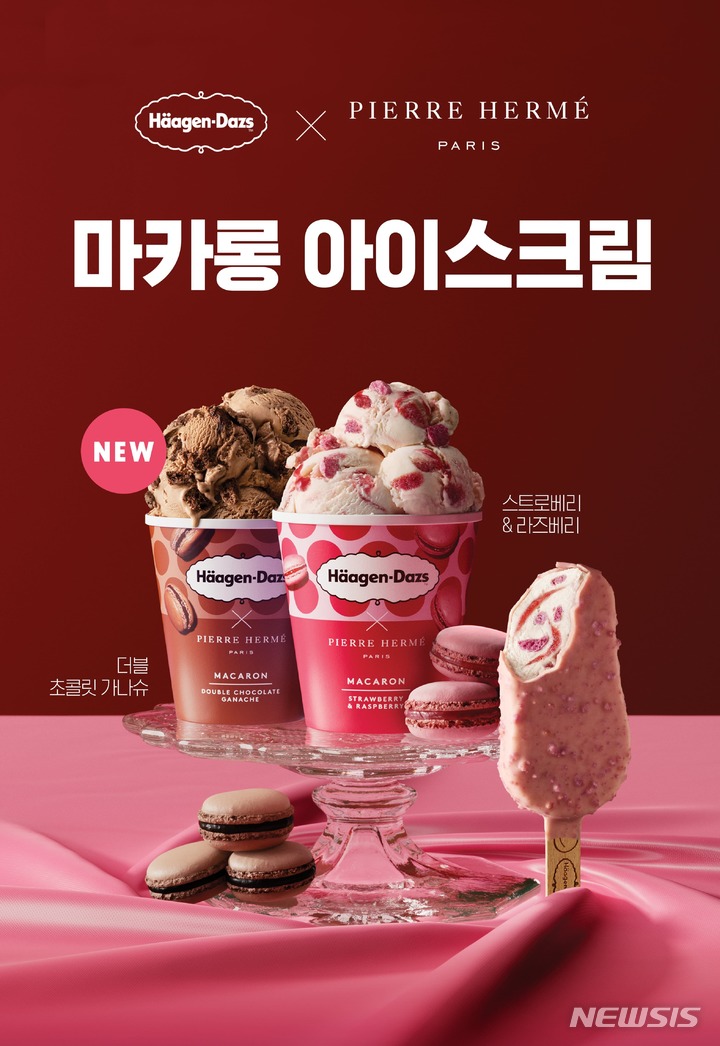 Häagen-Dazs
PIERRE HERMÉ
PARIS
마카롱 아이스크림
NEW
스트로베리
& 라즈베리
Häagen-Daz
PIERRE HERMÉ
PARIS
MACARON
DOUBLE CHOCOLATE
GANACHE
Häagen-Dazs
PIERRE HERMÉ
PARIS
MACARON
STRAWBERRY
& RASPBERRY
더블
초콜릿 가나슈
Häagen-Dazs
NEWSIS